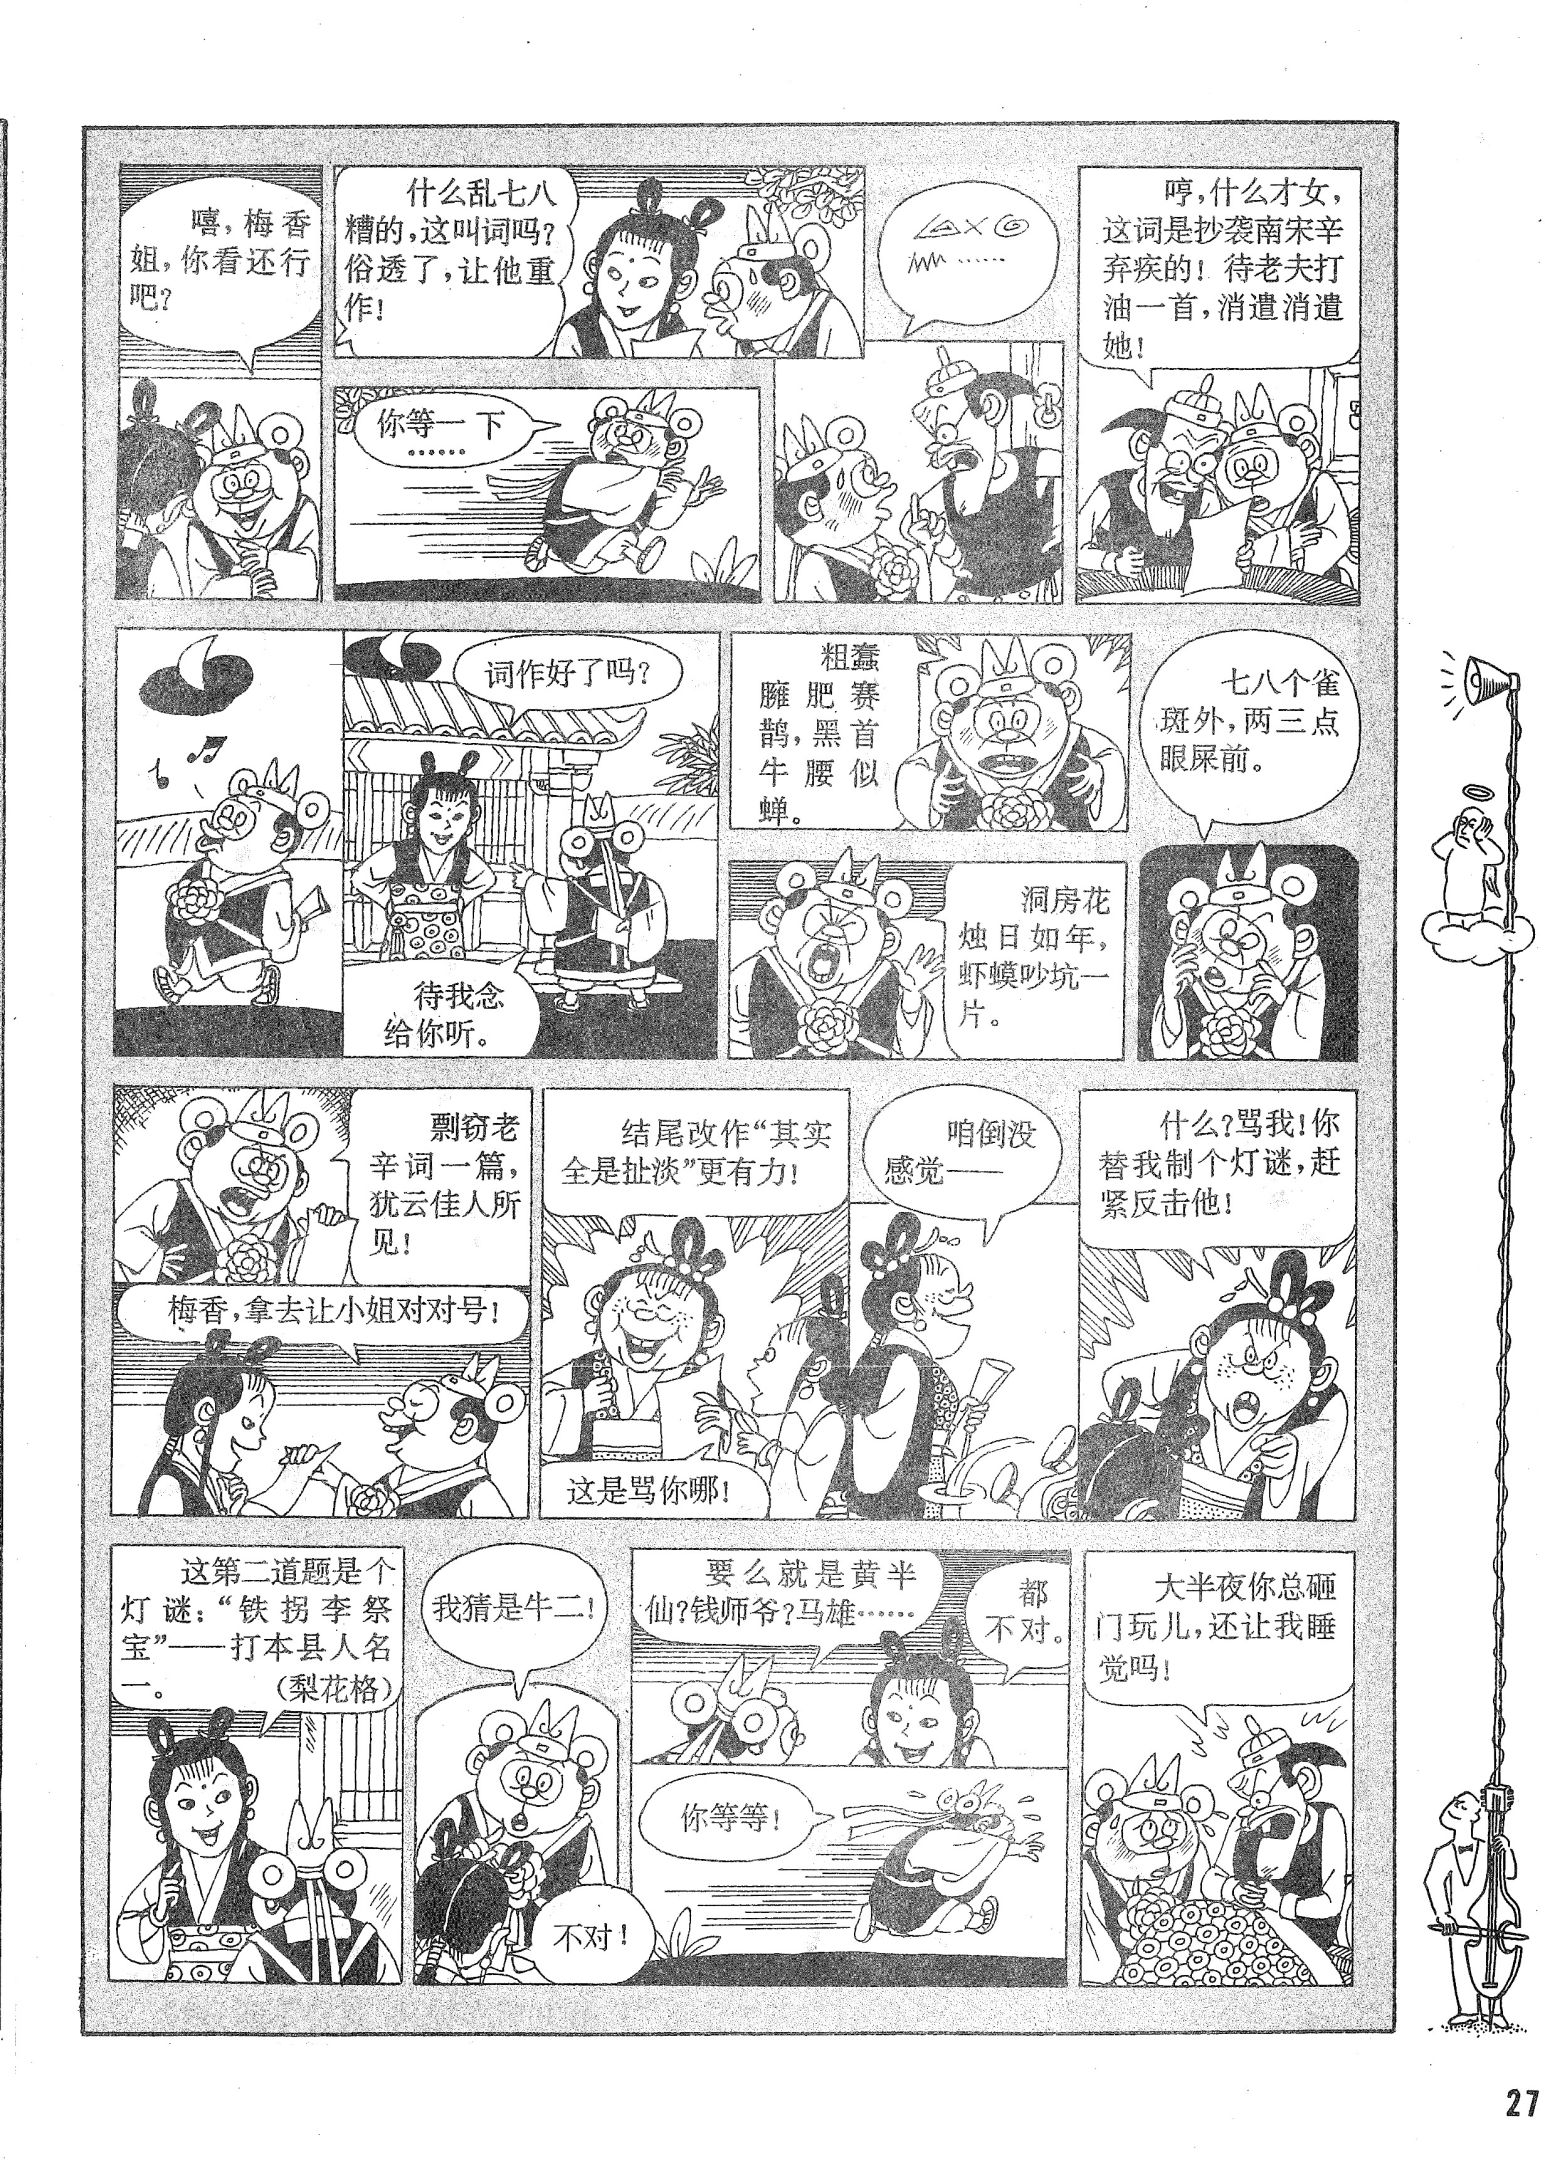 嘻，梅香
姐，你看还行
吧？
什么乱七八
糟的，这叫词吗？
俗透了，让他重
作！
你等一下
……
哼，什么才女，
这词是抄袭南宋辛
弃疾的！待老夫打
油一首，消遣消遣
她！
词作好了吗？
待我念
给你听。
粗蠢
臃肥赛
鹊，黑首
牛腰似
蝉。
洞房花
烛日如年，
虾蟆吵坑一
片。
七八个雀
斑外，两三点
眼屎前。
剽窃老
辛词一篇，
犹云佳人所
见！
梅香，拿去让小姐对对号！
结尾改作“其实
全是扯淡”更有力！
这是骂你哪！
咱倒没
感觉——
什么？骂我！你
替我制个灯谜，赶
紧反击他！
这第二道题是个
灯谜：“铁拐李祭
宝”——打本县人名
一。（梨花格）
我猜是牛二！
不对！
要么就是黄半
仙？钱师爷？马雄……
都
不对。
你等等！
大半夜你总砸
门玩儿，还让我睡
觉吗！
27